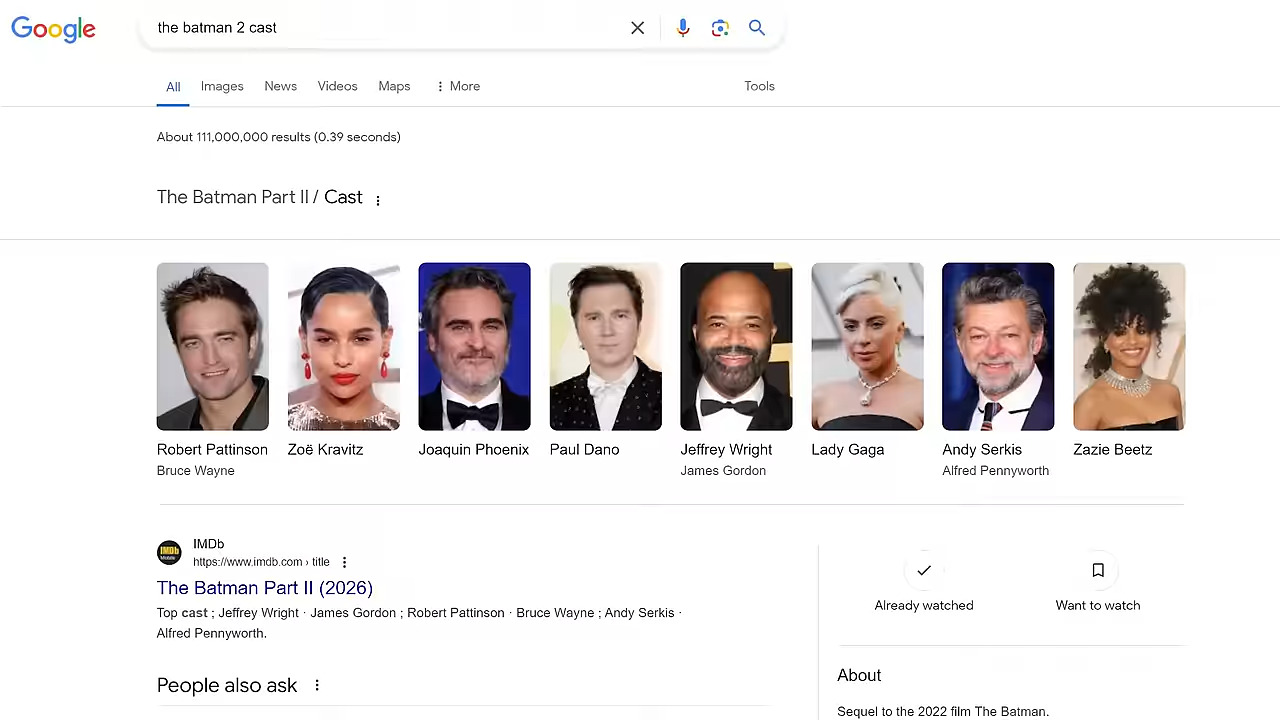 Google
the batman 2 cast
All Images News Videos Maps More Tools
About 111,000,000 results (0.39 seconds)
The Batman Part II / Cast
Robert Pattinson Zoë Kravitz Joaquin Phoenix Paul Dano Jeffrey Wright Lady Gaga Andy Serkis Zazie Beetz
Bruce Wayne James Gordon Alfred Pennyworth
IMDb
IMDb
https://www.imdb.com › title
The Batman Part II (2026)
Top cast ; Jeffrey Wright · James Gordon ; Robert Pattinson · Bruce Wayne ; Andy Serkis ·
Alfred Pennyworth.
People also ask
Already watched Want to watch
About
Sequel to the 2022 film The Batman.